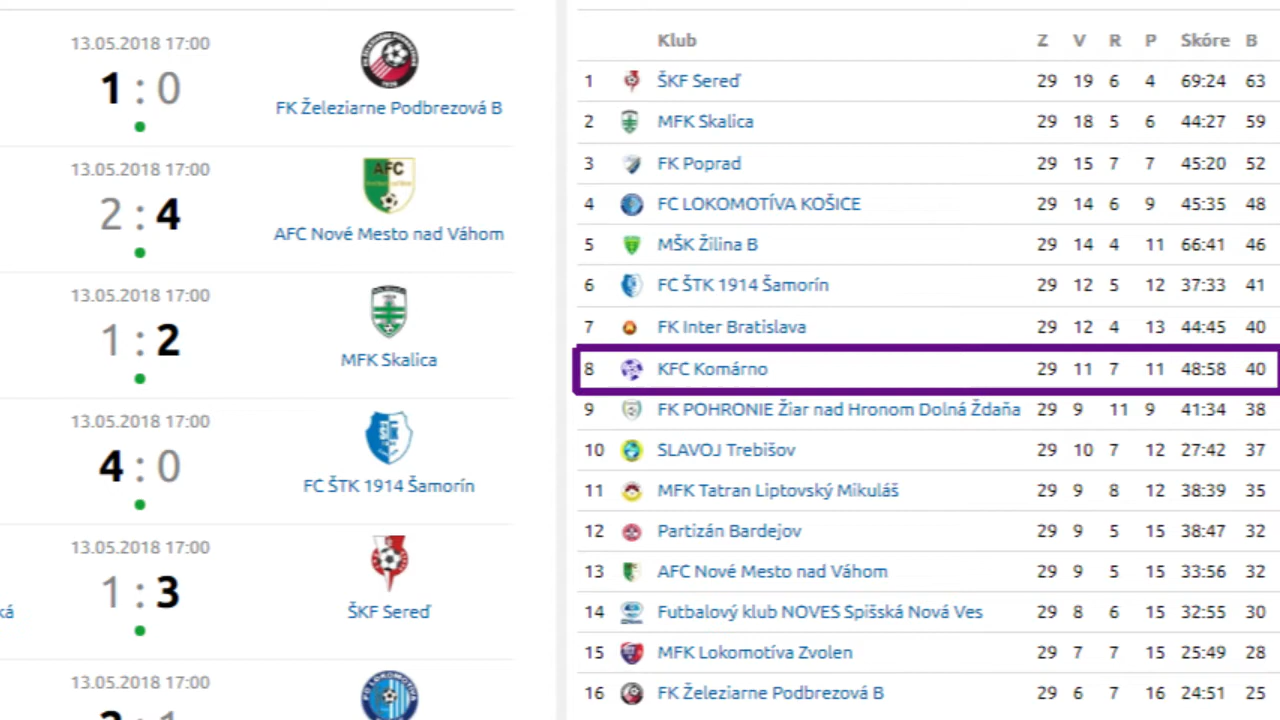 13.05.2018 17:00
1 : 0
FK Železiarne Podbrezová B
13.05.2018 17:00
AFC
2 : 4
AFC Nové Mesto nad Váhom
13.05.2018 17:00
1 : 2
MFK Skalica
13.05.2018 17:00
4 : 0
FC ŠTK 1914 Šamorín
13.05.2018 17:00
1 : 3
ká
ŠKF Sereď
13.05.2018 17:00
Klub Z V R P Skóre B
1 ŠKF Sereď 29 19 6 4 69:24 63
2 MFK Skalica 29 18 5 6 44:27 59
3 FK Poprad 29 15 7 7 45:20 52
4 FC LOKOMOTÍVA KOŠICE 29 14 6 9 45:35 48
5 MŠK Žilina B 29 14 4 11 66:41 46
6 FC ŠTK 1914 Šamorín 29 12 5 12 37:33 41
7 FK Inter Bratislava 29 12 4 13 44:45 40
8 KFC Komárno 29 11 7 11 48:58 40
9 FK POHRONIE Žiar nad Hronom Dolná Ždaňa 29 9 11 9 41:34 38
10 SLAVOJ Trebišov 29 10 7 12 27:42 37
11 MFK Tatran Liptovský Mikuláš 29 9 8 12 38:39 35
12 Partizán Bardejov 29 9 5 15 38:47 32
13 AFC Nové Mesto nad Váhom 29 9 5 15 33:56 32
14 Futbalový klub NOVES Spišská Nová Ves 29 8 6 15 32:55 30
15 MFK Lokomotíva Zvolen 29 7 7 15 25:49 28
16 FK Železiarne Podbrezová B 29 6 7 16 24:51 25